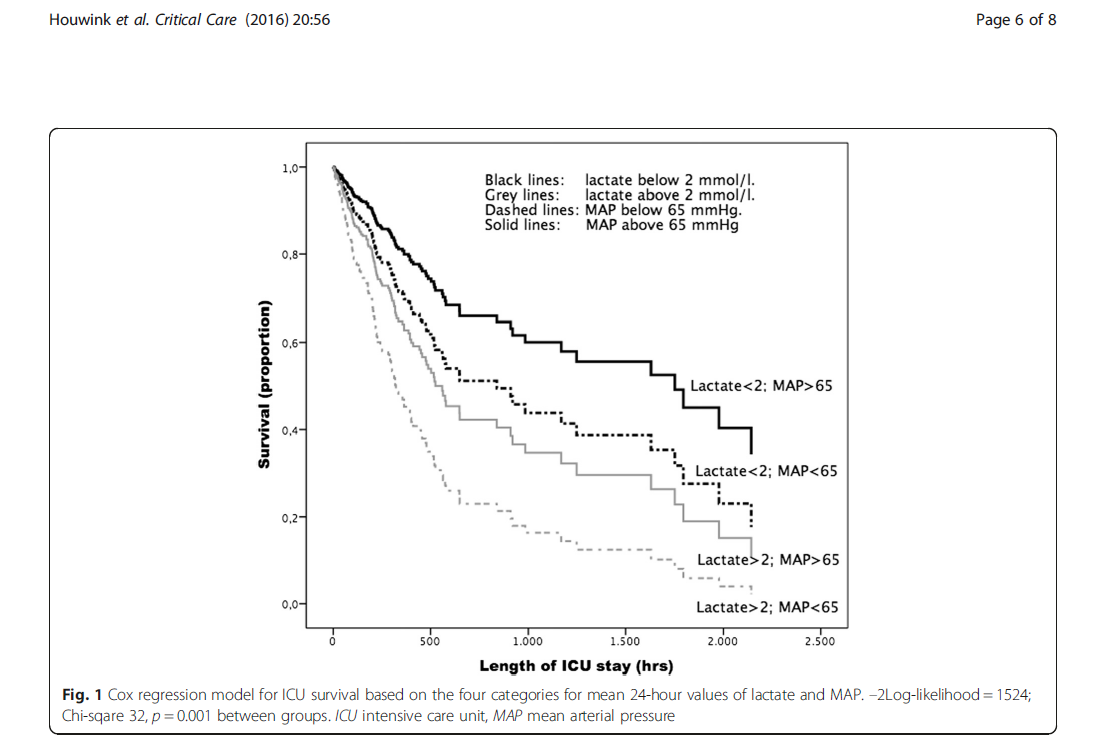 Houwink et al. Critical Care (2016) 20:56
Page 6 of 8
Black lines: lactate below 2 mmol/l.
Grey lines: lactate above 2 mmol/l.
Dashed lines: MAP below 65 mmHg.
Solid lines: MAP above 65 mmHg
1,0
0,8
0,6
0,4
0,2
0,0
Survival (proportion)
Lactate<2; MAP>65
Lactate<2; MAP<65
Lactate>2; MAP>65
Lactate>2; MAP<65
0
500
1.000
1.500
2.000
2.500
Length of ICU stay (hrs)
Fig. 1 Cox regression model for ICU survival based on the four categories for mean 24-hour values of lactate and MAP. −2Log-likelihood = 1524;
Chi-sqare 32, p = 0.001 between groups. ICU intensive care unit, MAP mean arterial pressure